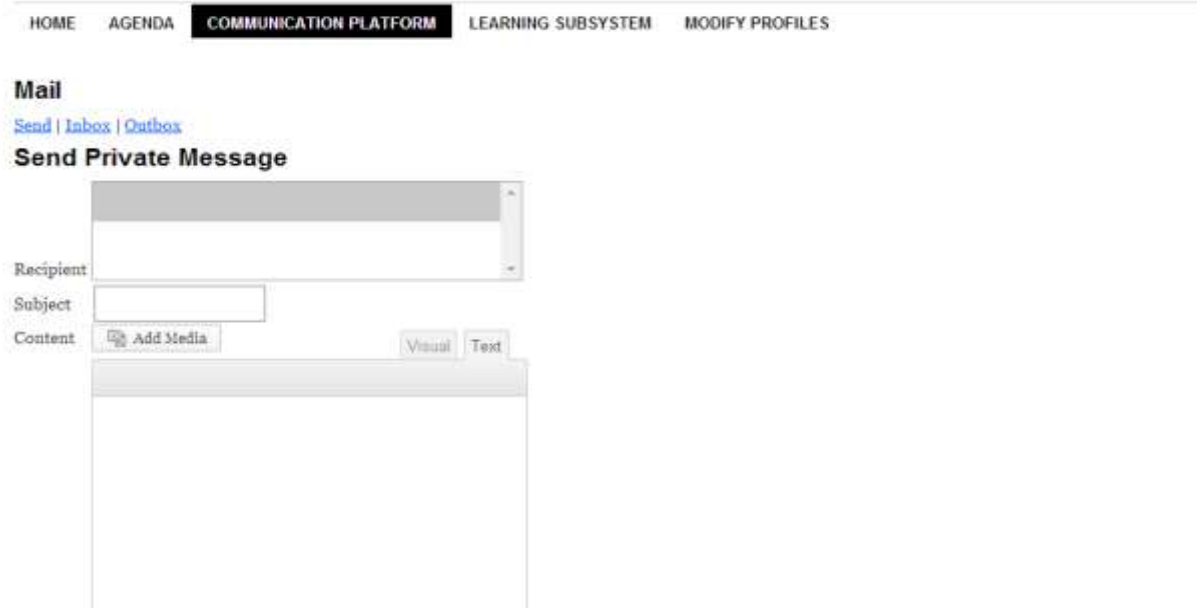 HOME AGENDA COMMUNICATION PLATFORM LEARNING SUBSYSTEM MODIFY PROFILES
Mail
Send | Inbox | Outbox
Send Private Message
Recipient
Subject
Content Add Media Visual Text